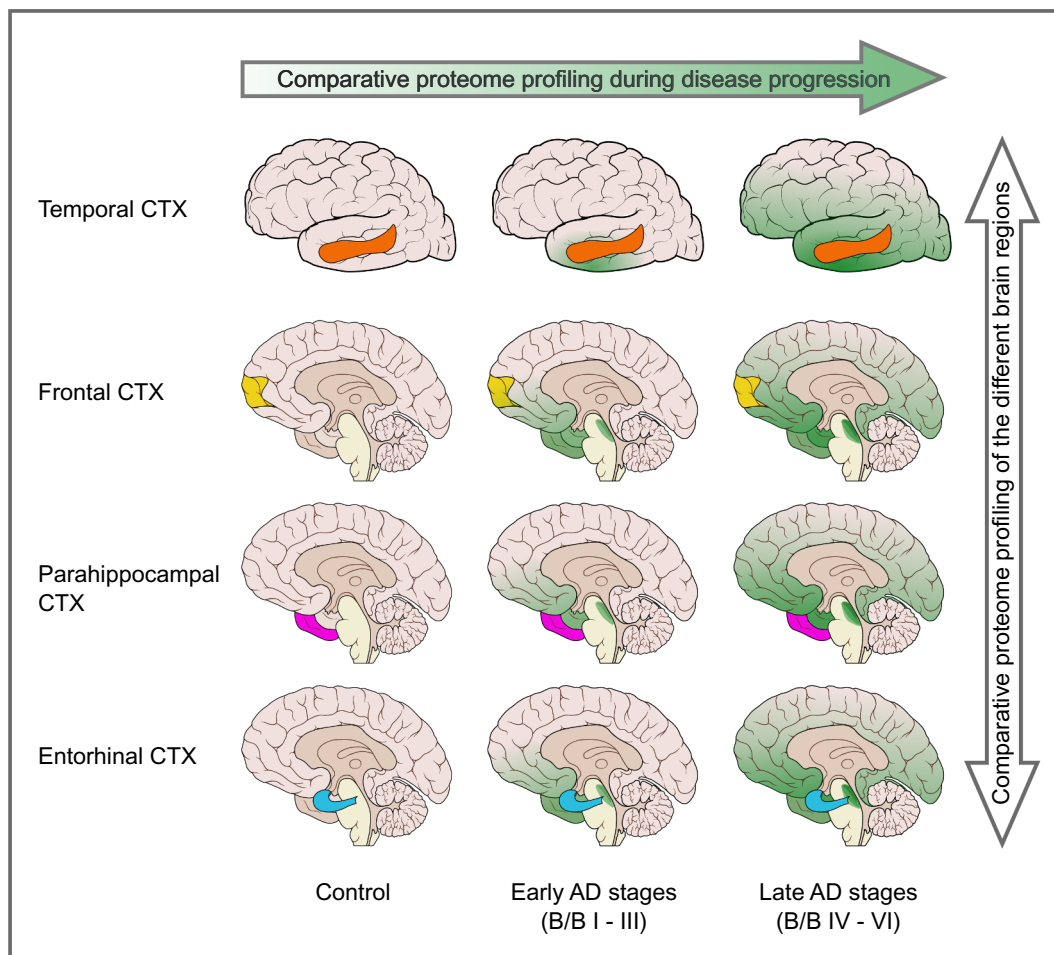 Comparative proteome profiling during disease progression
Temporal CTX
Frontal CTX
Parahippocampal
CTX
Entorhinal CTX
Control
Early AD stages
(B/B I - III)
Late AD stages
(B/B IV - VI)
Comparative proteome profiling of the different brain regions